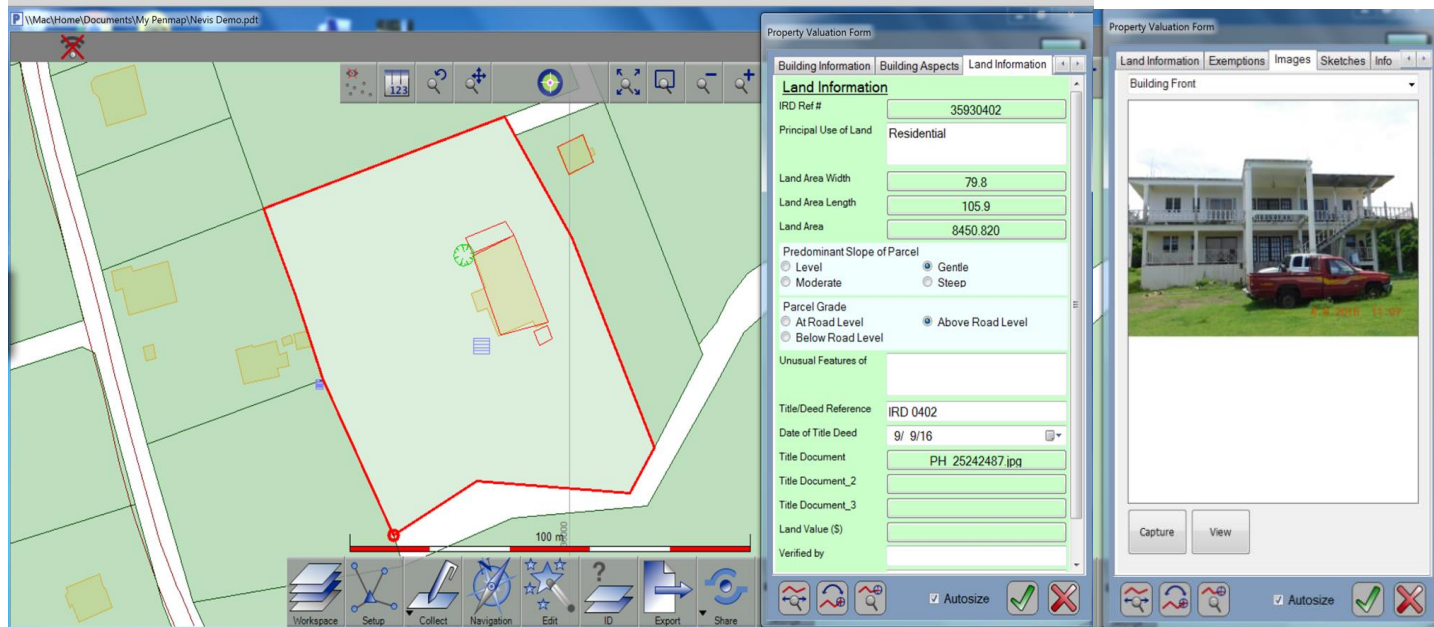 \\Mac\Home\Documents\My Penmap\Nevis Demo.pdt
123
100 m
Workspace
Setup
Collect
Navigation
Edit
?
ID
Export
Share
Property Valuation Form
Building Information
Building Aspects
Land Information
Land Information
IRD Ref # 35930402
Principal Use of Land Residential
Land Area Width 79.8
Land Area Length 105.9
Land Area 8450.820
Predominant Slope of Parcel
Level Gentle
Moderate Steep
Parcel Grade
At Road Level Above Road Level
Below Road Level
Unusual Features of
Title/Deed Reference IRD 0402
Date of Title Deed 9/ 9/16
Title Document PH_25242487.jpg
Title Document_2
Title Document_3
Land Value ($)
Verified by
Autosize
Property Valuation Form
Land Information
Exemptions
Images
Sketches
Info
Building Front
Capture
View
Autosize